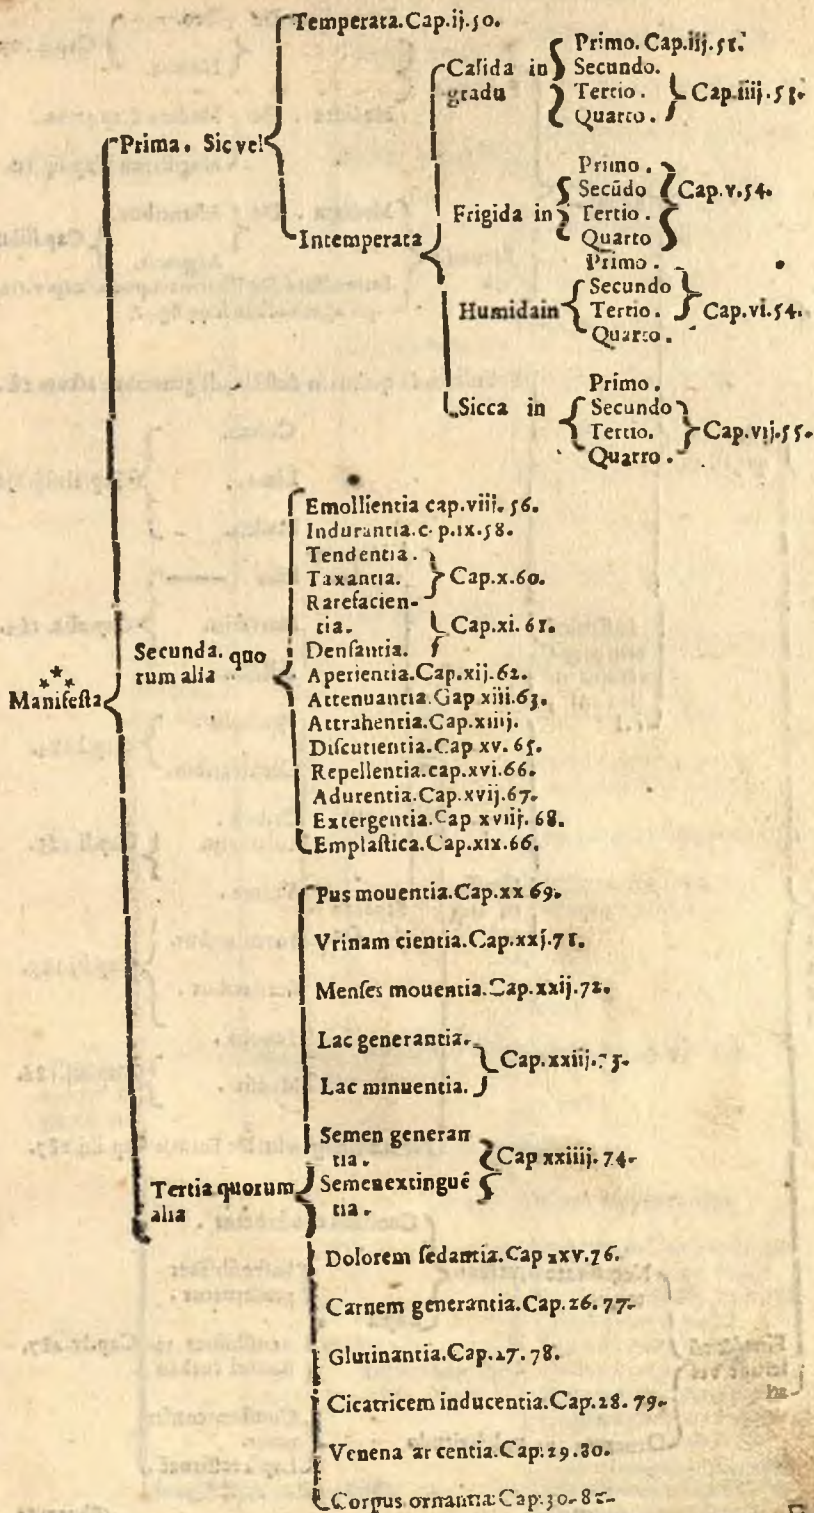 Temperata.Cap.ij.50.
Primo. Cap.iij.51.
Calida in Secundo.
gradu Tertio. Cap.iiij.53.
Quarto.
Prima. Sic vel
Primo.
Secūdo Cap.v.54.
Frigida in Tertio.
Intemperata Quarto
Primo.
Secundo
Humida in Tertio. Cap.vi.54.
Quarto.
Primo.
Sicca in Secundo
Tertio. Cap.vij.55.
Quarto.
Emollientia cap.viij.56.
Indurantia.c.p.ix.58.
Tendentia.
Taxantia. Cap.x.60.
Rarefacien-
tia. Cap.xi.61.
Secunda. quo Densantia.
rum alia Aperientia.Cap.xij.62.
Manifesta Attenuantia.Cap xiii.63.
Attrahentia.Cap.xiiij.
Discutientia.Cap xv.65.
Repellentia.cap.xvi.66.
Adurentia.Cap.xvij.67.
Extergentia.Cap xviij.68.
Emplastica.Cap.xix.66.
Pus mouentia.Cap.xx 69.
Vrinam cientia.Cap.xxj.71.
Menses mouentia.Cap.xxij.72.
Lac generantia.
Cap.xxiij.75.
Lac minuentia.
Semen generan
tia. Cap xxiiij.74.
Tertia quorum Semen extinguē
alia tia.
Dolorem sedantia.Cap xxv.76.
Carnem generantia.Cap.26.77.
Glutinantia.Cap.27.78.
Cicatricem inducentia.Cap.28.79.
Venena ar centia.Cap.29.80.
Corpus ornantia.Cap.30.